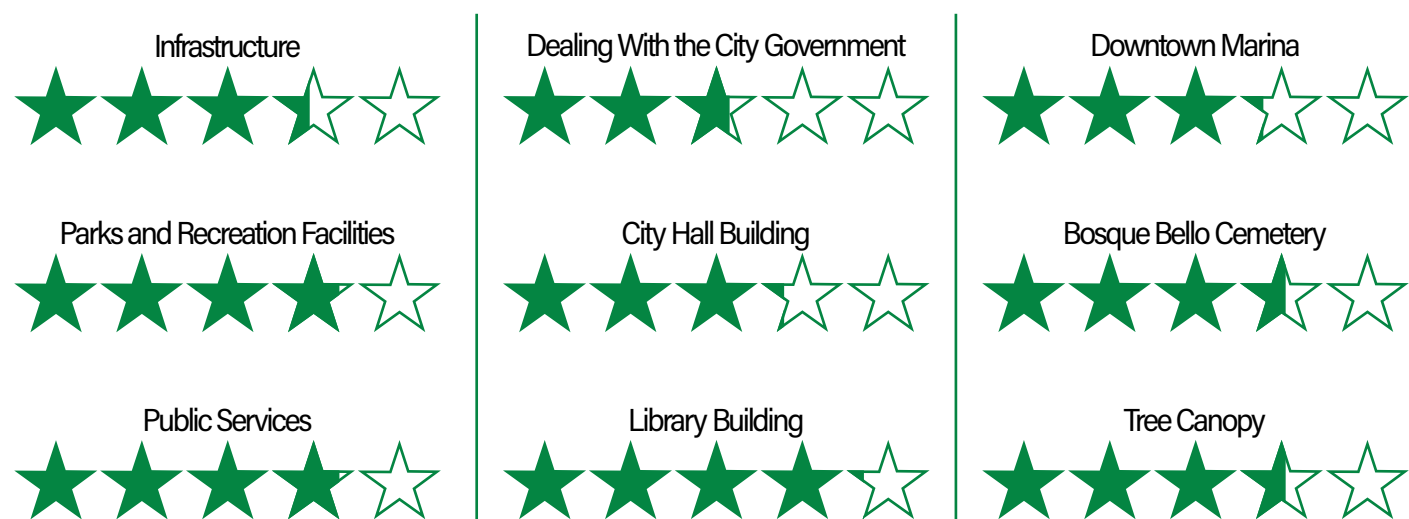 Infrastructure
Dealing With the City Government
Downtown Marina
Parks and Recreation Facilities
City Hall Building
Bosque Bello Cemetery
Public Services
Library Building
Tree Canopy